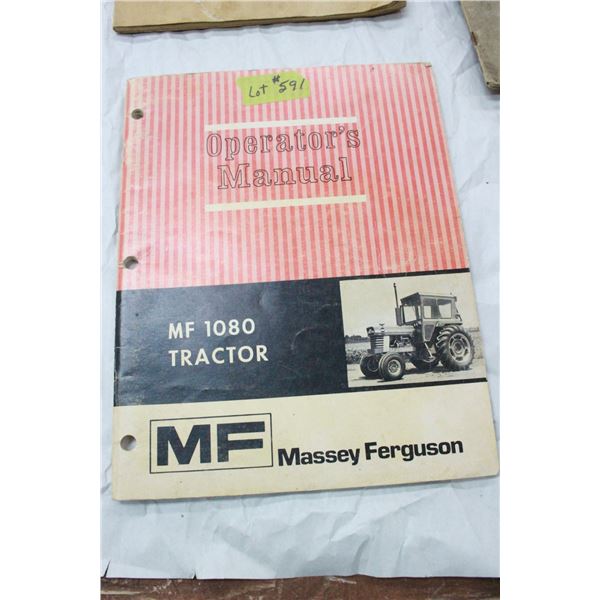 Lot #591
Operator's
Manual
MF 1080
TRACTOR
MF Massey Ferguson